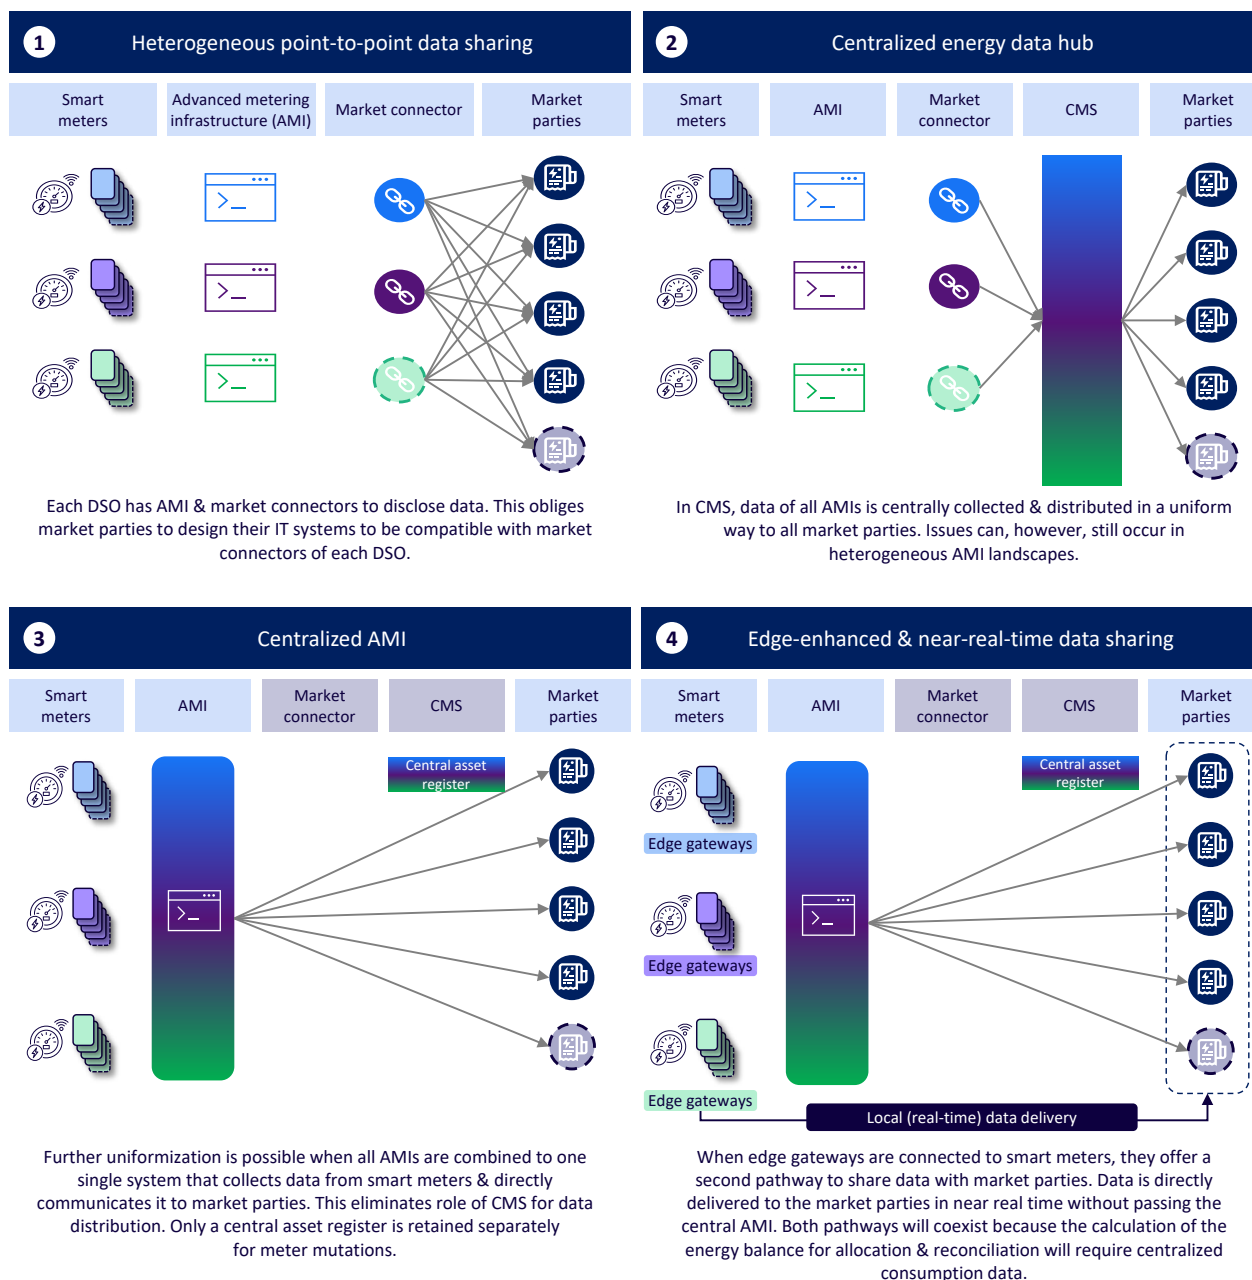 1 Heterogeneous point-to-point data sharing
Smart meters
Advanced metering infrastructure (AMI)
Market connector
Market parties
>_
>_
>_
Each DSO has AMI & market connectors to disclose data. This obliges
market parties to design their IT systems to be compatible with market
connectors of each DSO.
2 Centralized energy data hub
Smart meters
AMI
Market connector
CMS
Market parties
>_
>_
>_
In CMS, data of all AMIs is centrally collected & distributed in a uniform
way to all market parties. Issues can, however, still occur in
heterogeneous AMI landscapes.
3 Centralized AMI
Smart meters
AMI
Market connector
CMS
Market parties
Central asset
register
>_
Further uniformization is possible when all AMIs are combined to one
single system that collects data from smart meters & directly
communicates it to market parties. This eliminates role of CMS for data
distribution. Only a central asset register is retained separately
for meter mutations.
4 Edge-enhanced & near-real-time data sharing
Smart meters
AMI
Market connector
CMS
Market parties
Central asset
register
Edge gateways
>_
Edge gateways
Edge gateways
Local (real-time) data delivery
When edge gateways are connected to smart meters, they offer a
second pathway to share data with market parties. Data is directly
delivered to the market parties in near real time without passing the
central AMI. Both pathways will coexist because the calculation of the
energy balance for allocation & reconciliation will require centralized
consumption data.